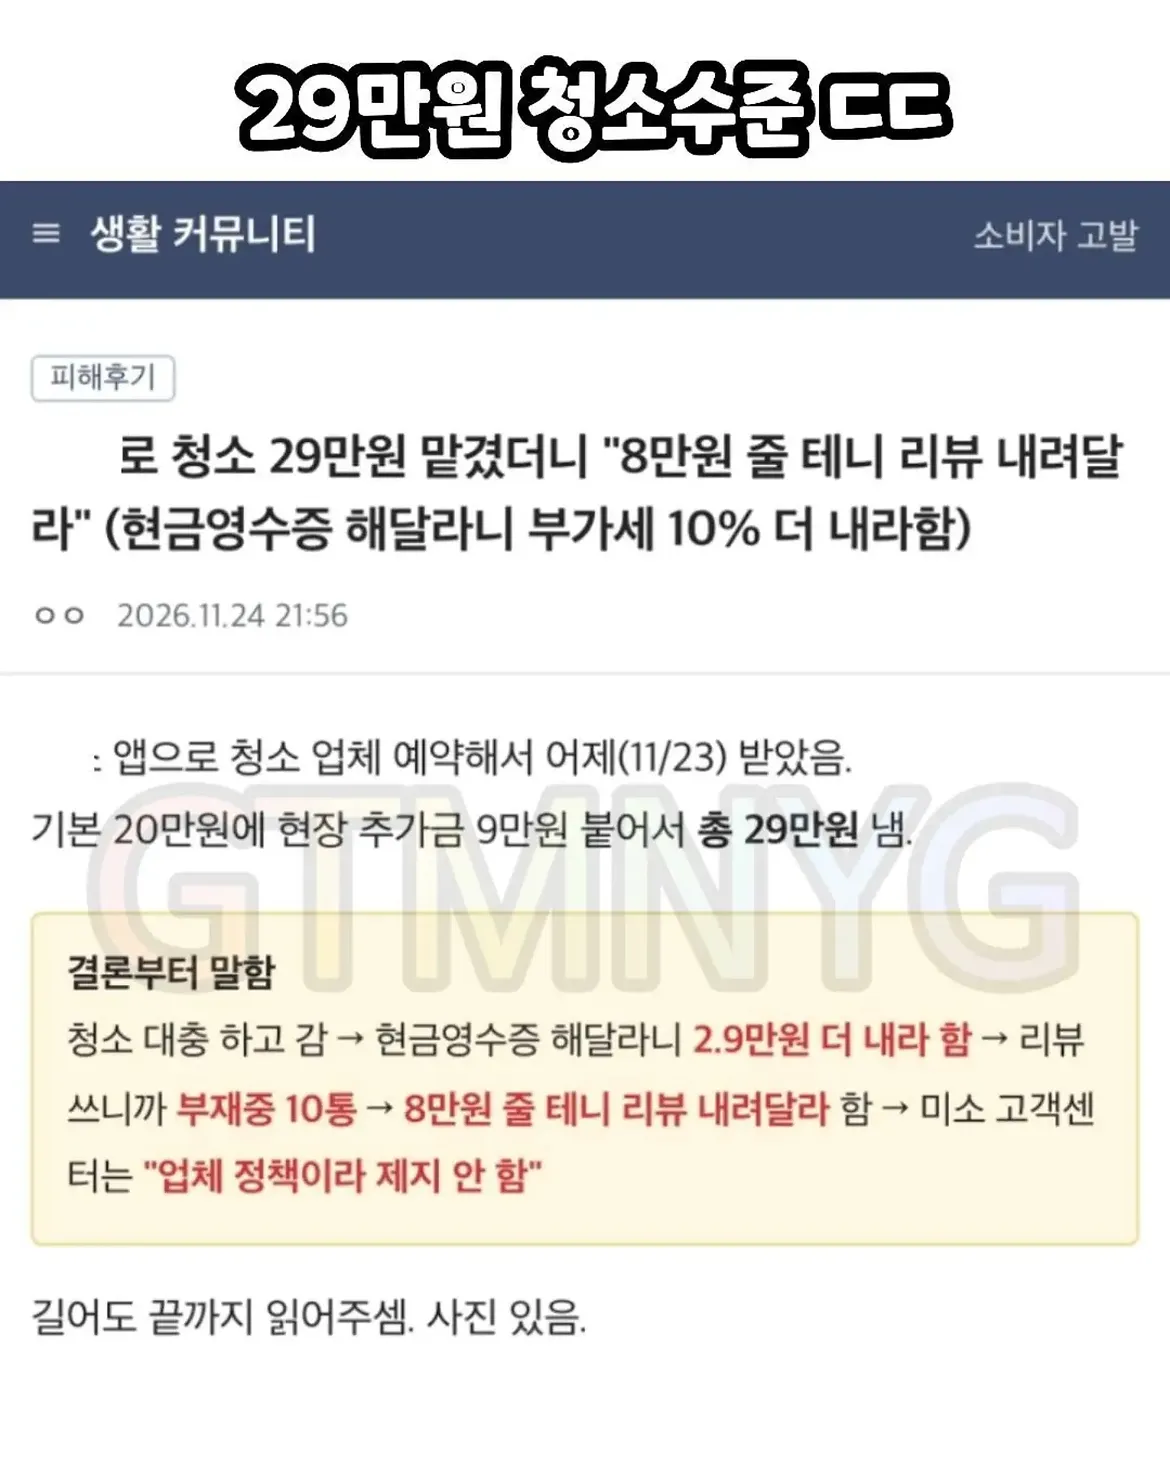 29만원 청소수준 ㄷㄷ
생활 커뮤니티
소비자 고발
피해후기
로 청소 29만원 맡겼더니 "8만원 줄 테니 리뷰 내려달
라" (현금영수증 해달라니 부가세 10% 더 내라함)
ㅇㅇ 2026.11.24 21:56
앱으로 청소 업체 예약해서 어제(11/23) 받았음.
기본 20만원에 현장 추가금 9만원 붙어서 총 29만원 냄.
GTMNYG
결론부터 말함
청소 대충 하고 감 → 현금영수증 해달라니 2.9만원 더 내라 함 → 리뷰
쓰니까 부재중 10통 → 8만원 줄 테니 리뷰 내려달라 함 → 미소 고객센
터는 "업체 정책이라 제지 안 함"
길어도 끝까지 읽어주셈. 사진 있음.